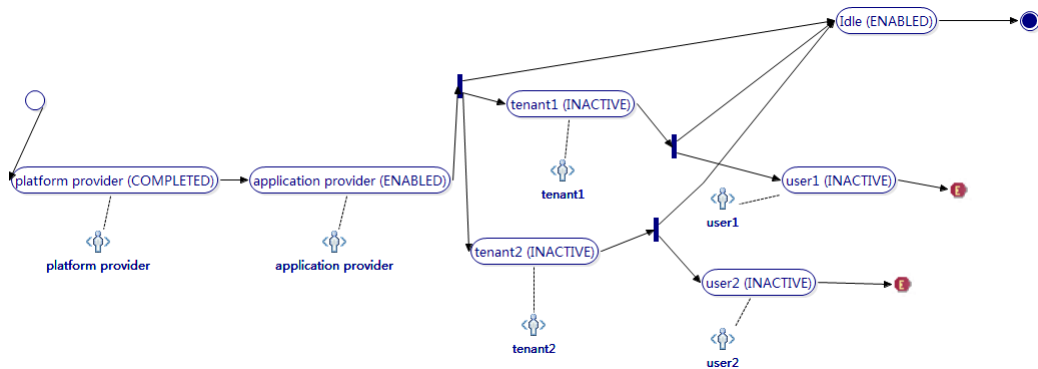 Idle (ENABLED)
tenant1 (INACTIVE)
platform provider (COMPLETED)
application provider (ENABLED)
user1 (INACTIVE)
E
tenant1
user1
tenant2 (INACTIVE)
platform provider
application provider
user2 (INACTIVE)
E
tenant2
user2